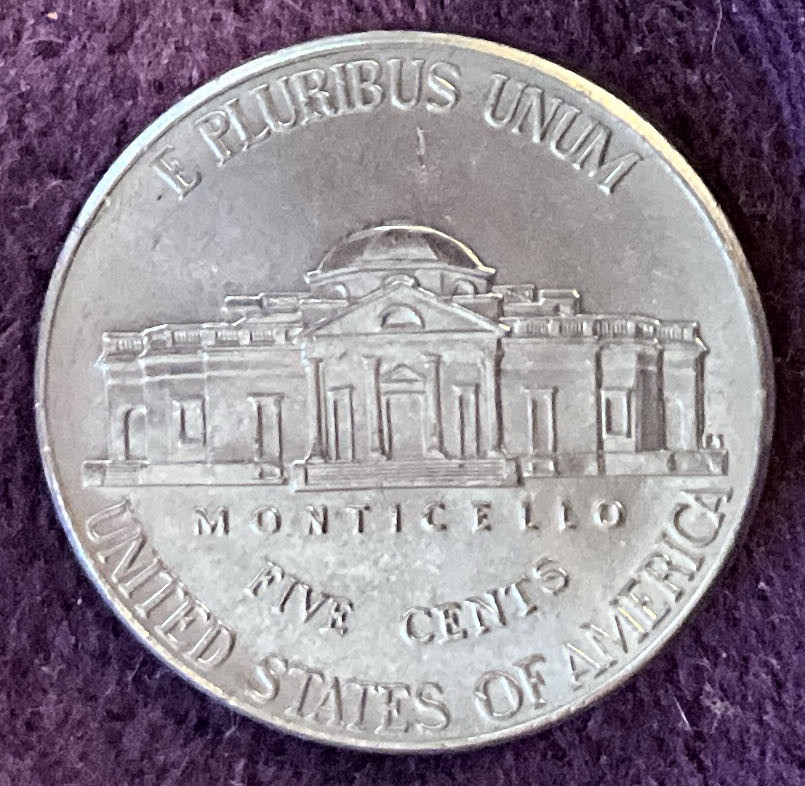 E PLURIBUS UNUM
MONTICELLO
FIVE CENTS
UNITED STATES OF AMERICA